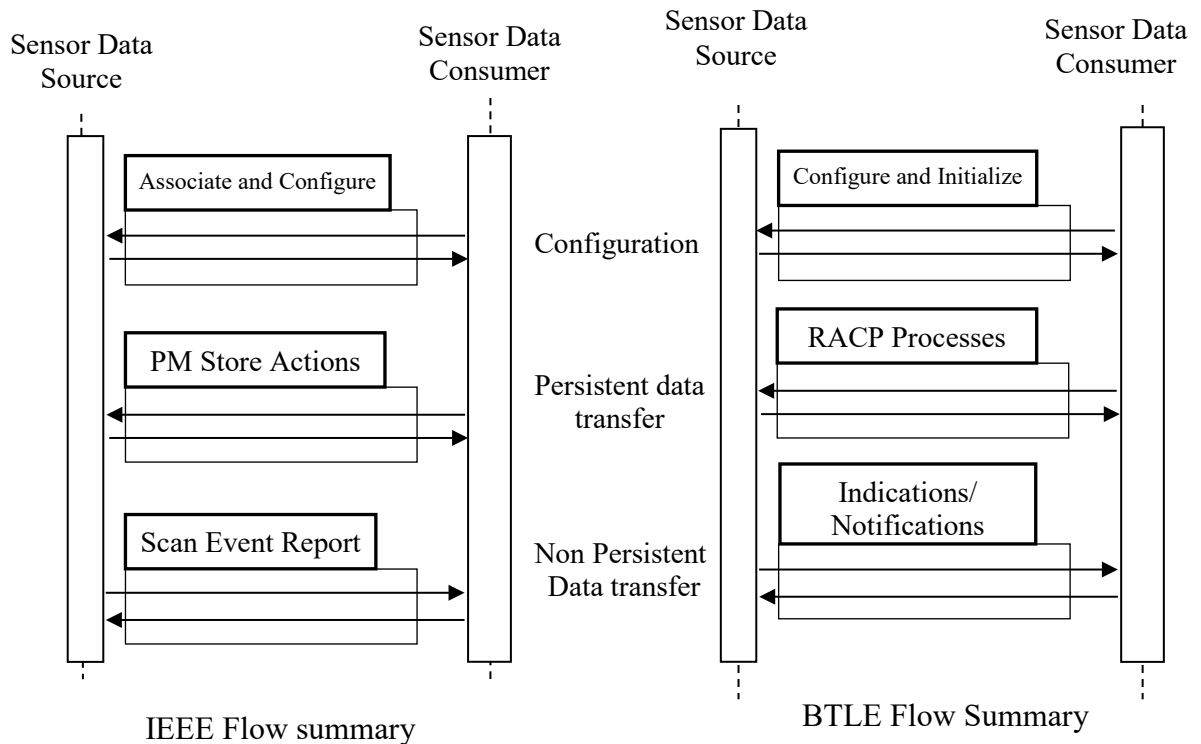 Sensor Data
Source
Sensor Data
Consumer
Sensor Data
Source
Sensor Data
Consumer
Associate and Configure
Configuration
Configure and Initialize
PM Store Actions
Persistent data
transfer
RACP Processes
Scan Event Report
Non Persistent
Data transfer
Indications/
Notifications
IEEE Flow summary
BTLE Flow Summary